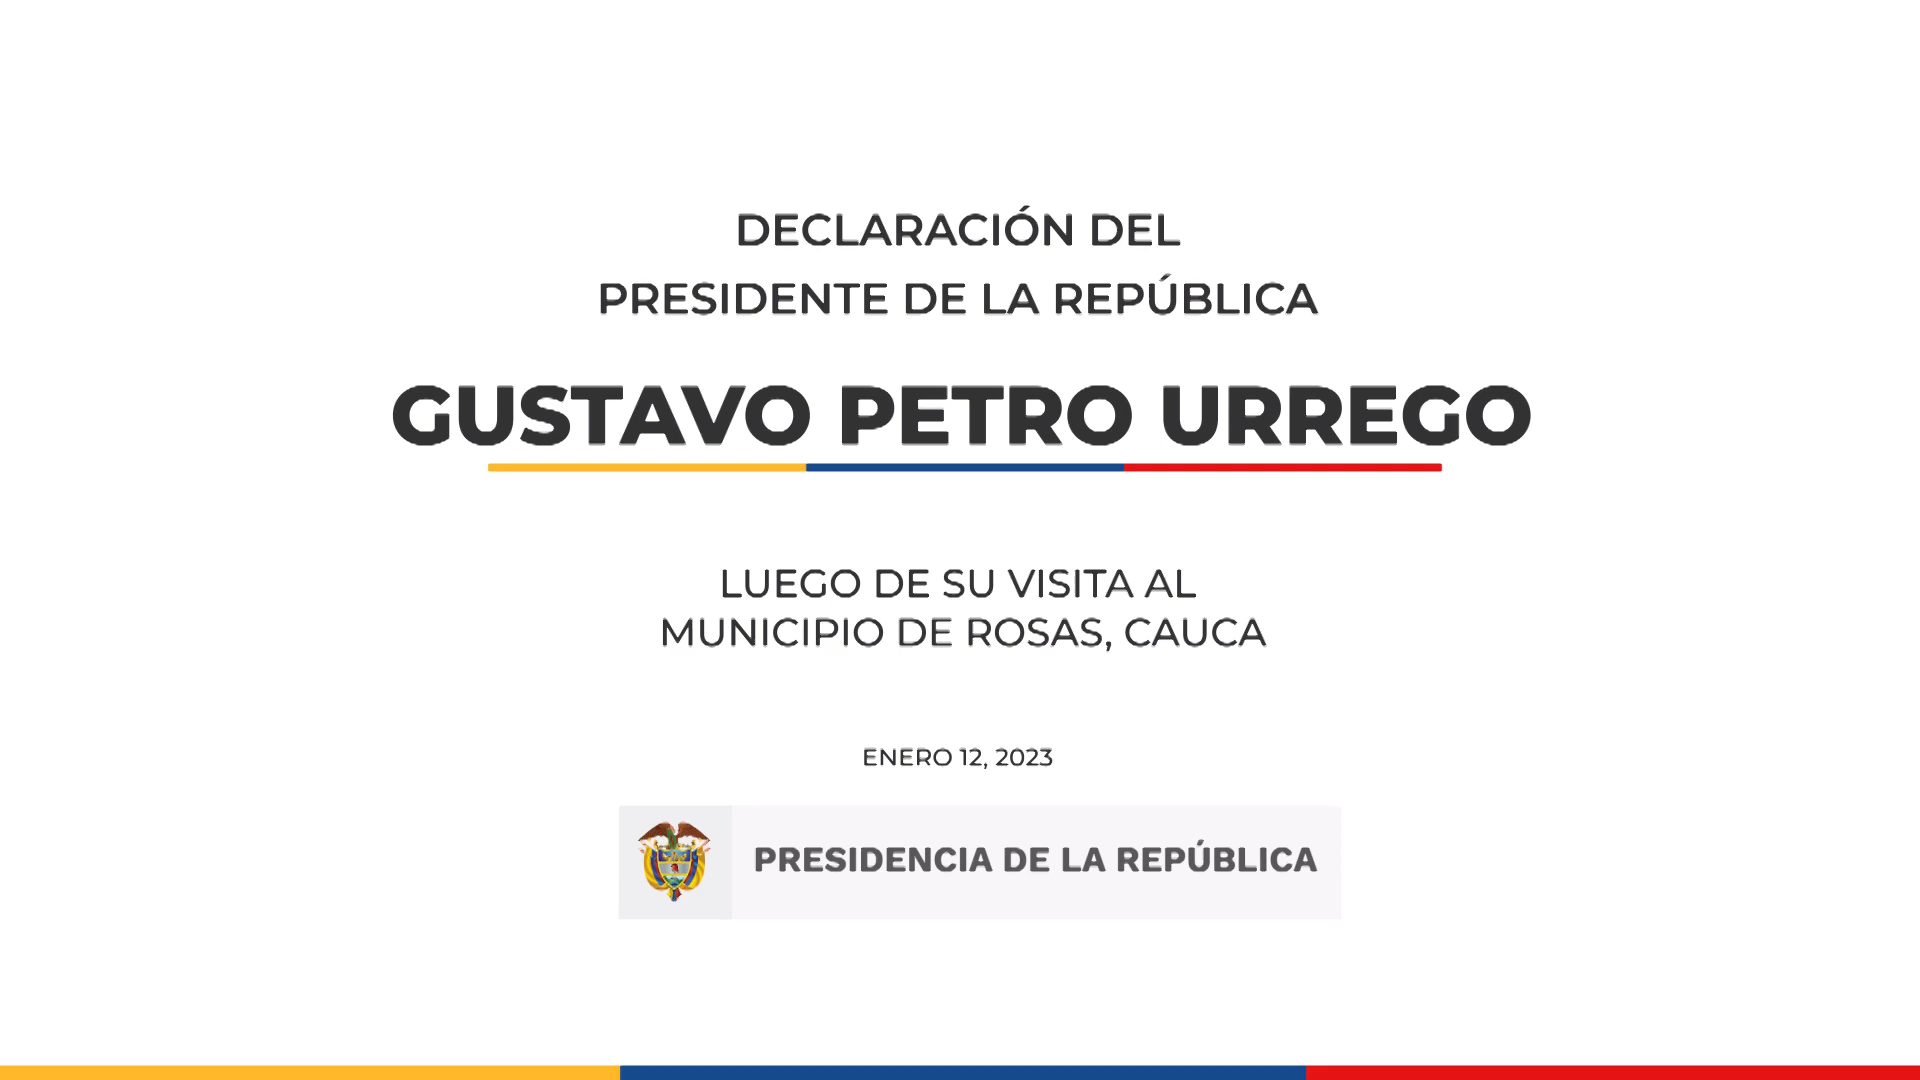 DECLARACIÓN DEL
PRESIDENTE DE LA REPÚBLICA
GUSTAVO PETRO URREGO
LUEGO DE SU VISITA AL
MUNICIPIO DE ROSAS, CAUCA
ENERO 12, 2023
PRESIDENCIA DE LA REPÚBLICA